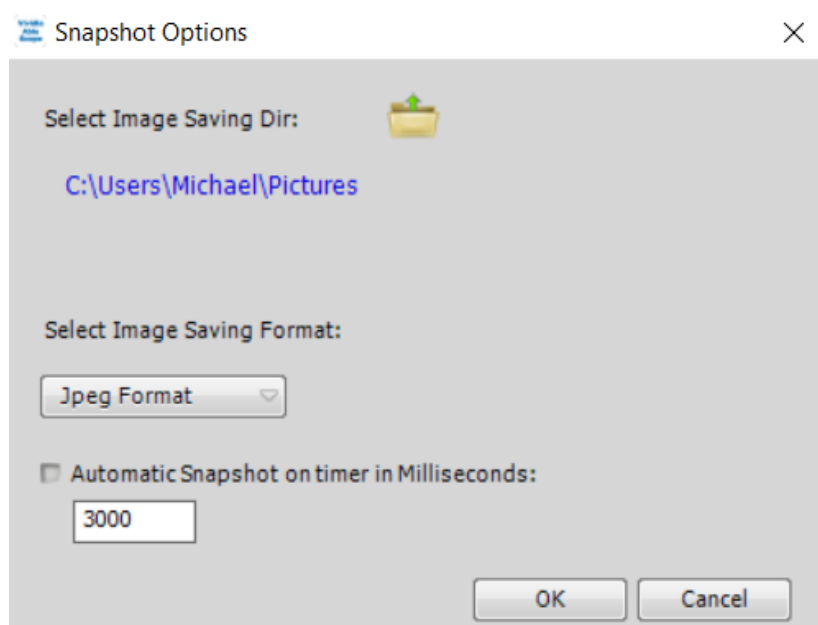 Snapshot Options
Select Image Saving Dir:
C:\Users\Michael\Pictures
Select Image Saving Format:
Jpeg Format
Automatic Snapshot on timer in Milliseconds:
3000
OK Cancel